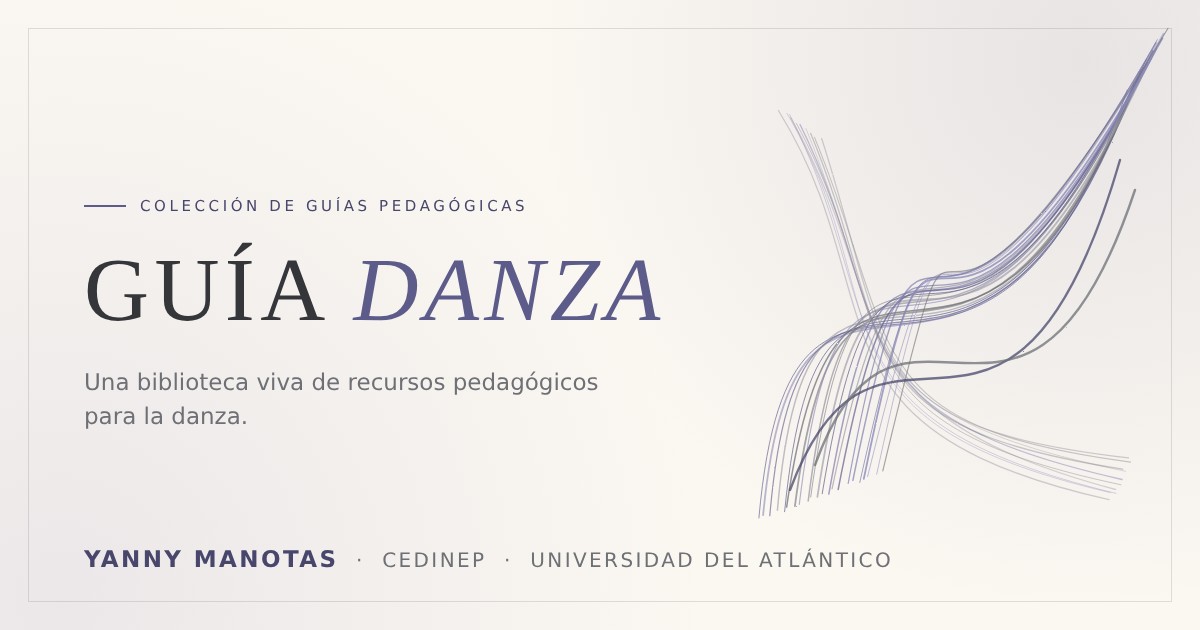 COLECCIÓN DE GUÍAS PEDAGÓGICAS
GUÍA DANZA
Una biblioteca viva de recursos pedagógicos
para la danza.
YANNY MANOTAS · CEDINEP · UNIVERSIDAD DEL ATLÁNTICO